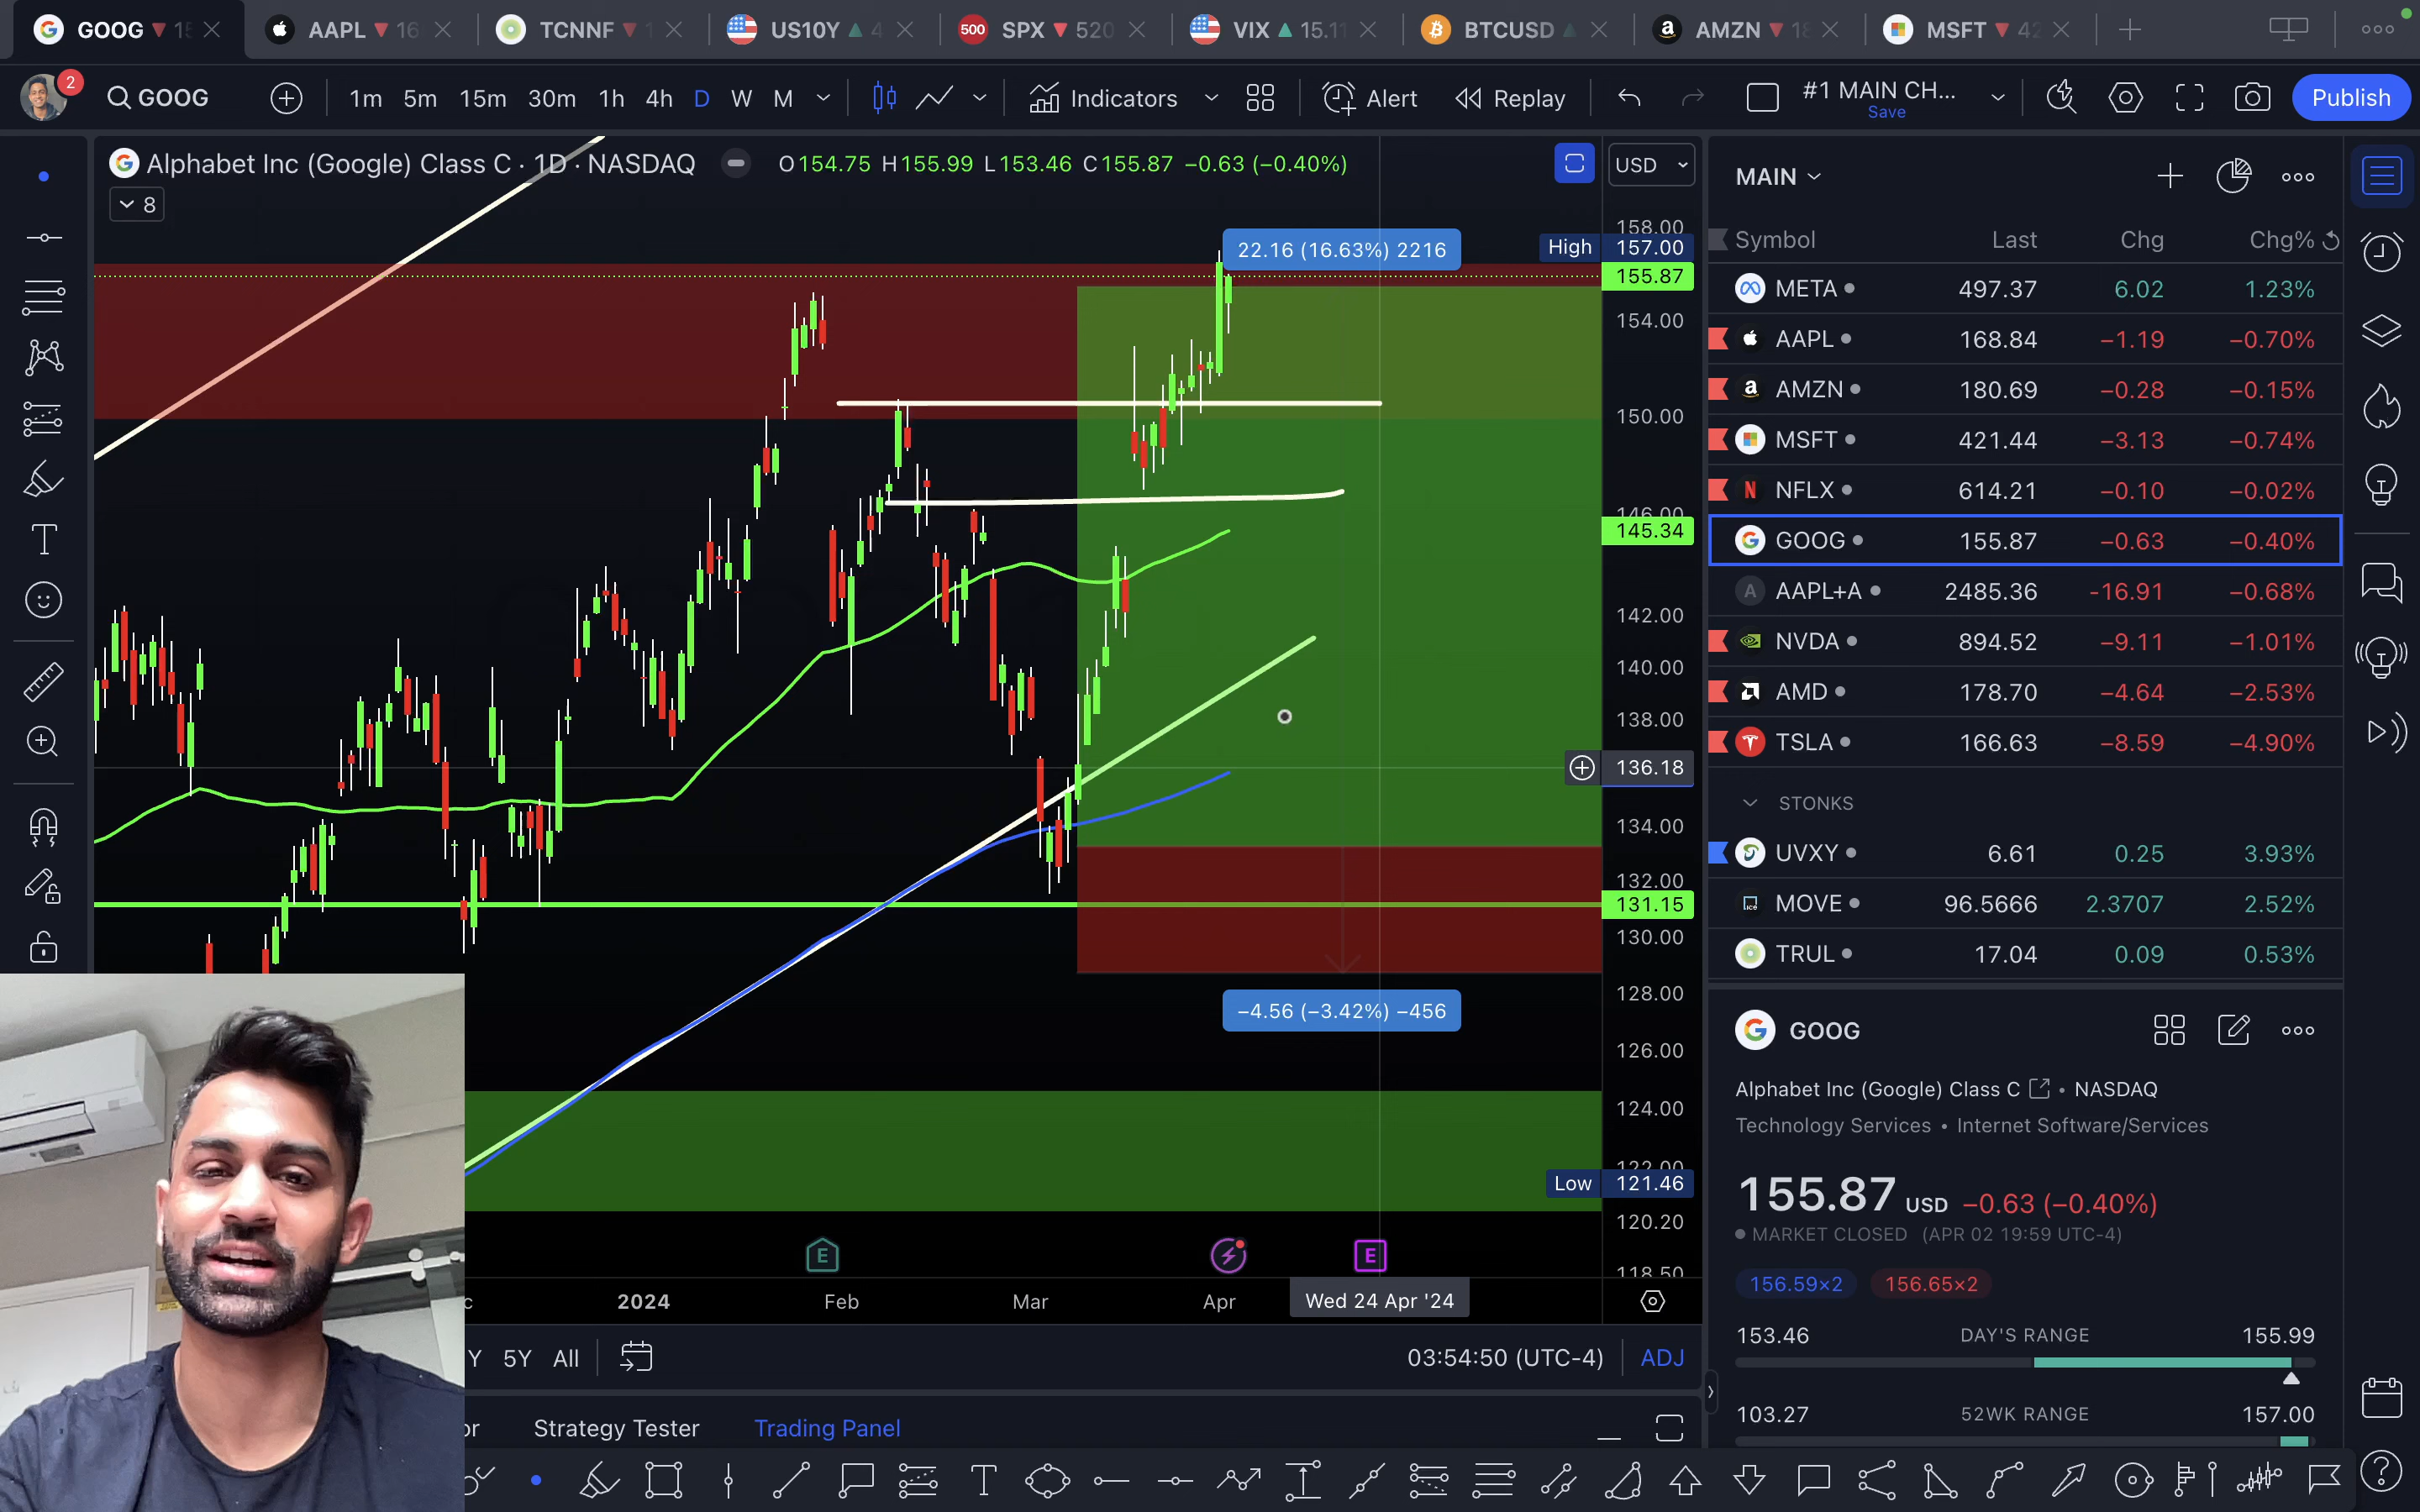 GOOG 15
AAPL 16
TCNNF 1
US10Y 4
500 SPX 520
VIX 15.11
BTCUSD
a AMZN 18
MSFT 42
2
GOOG
1m 5m 15m 30m 1h 4h D W M
Indicators
Alert
Replay
#1 MAIN CH...
Save
Publish
Alphabet Inc (Google) Class C · 1D · NASDAQ
O154.75 H155.99 L153.46 C155.87 −0.63 (−0.40%)
8
USD
22.16 (16.63%) 2216
−4.56 (−3.42%) −456
158.00
High 157.00
155.87
154.00
150.00
146.00
145.34
142.00
140.00
138.00
136.18
134.00
132.00
131.15
130.00
128.00
126.00
124.00
122.00
Low 121.46
120.20
118.50
E
E
c 2024 Feb Mar Apr Wed 24 Apr '24
Y 5Y All
03:54:50 (UTC-4) ADJ
or Strategy Tester Trading Panel
MAIN
Symbol Last Chg Chg%
META 497.37 6.02 1.23%
AAPL 168.84 −1.19 −0.70%
a AMZN 180.69 −0.28 −0.15%
MSFT 421.44 −3.13 −0.74%
N NFLX 614.21 −0.10 −0.02%
GOOG 155.87 −0.63 −0.40%
A AAPL+A 2485.36 -16.91 −0.68%
NVDA 894.52 −9.11 −1.01%
AMD 178.70 −4.64 −2.53%
TSLA 166.63 −8.59 −4.90%
STONKS
UVXY 6.61 0.25 3.93%
ice MOVE 96.5666 2.3707 2.52%
TRUL 17.04 0.09 0.53%
GOOG
Alphabet Inc (Google) Class C • NASDAQ
Technology Services • Internet Software/Services
155.87 USD −0.63 (−0.40%)
MARKET CLOSED (APR 02 19:59 UTC-4)
156.59×2 156.65×2
153.46 DAY'S RANGE 155.99
103.27 52WK RANGE 157.00
T